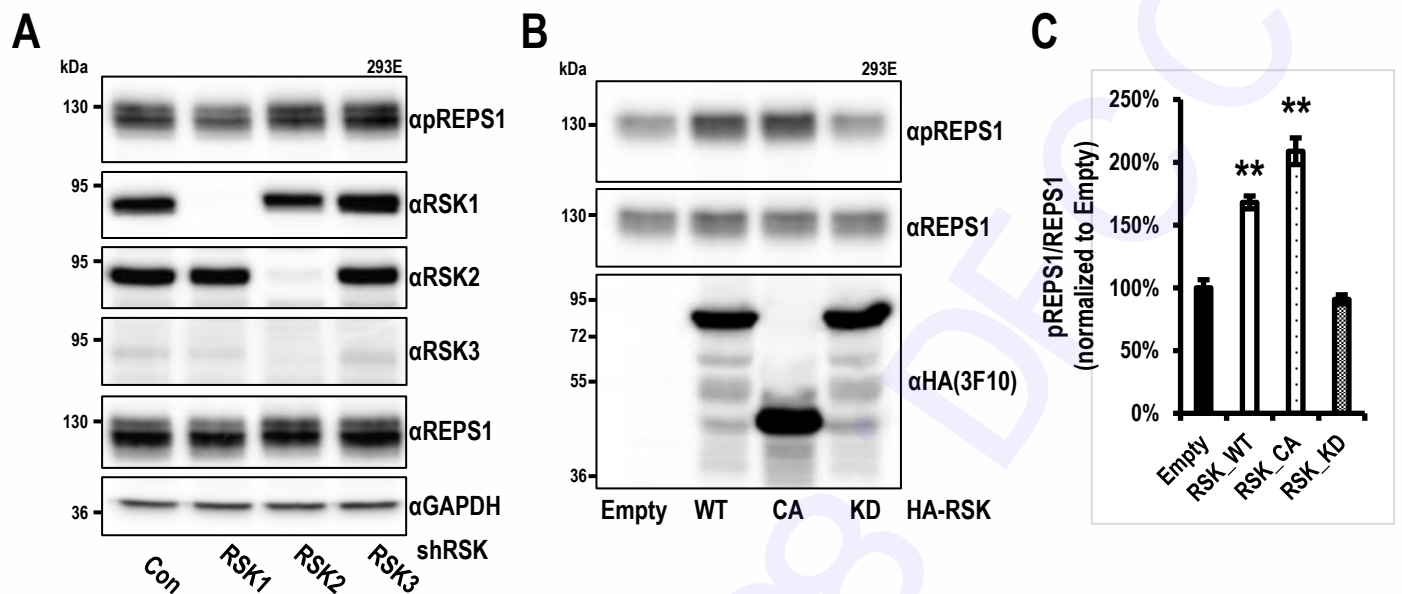 A
kDa
293E
130
αpREPS1
95
αRSK1
95
αRSK2
95
αRSK3
130
αREPS1
36
αGAPDH
Con
RSK1
RSK2
RSK3
shRSK
B
kDa
293E
130
αpREPS1
130
αREPS1
95
72
55
36
αHA(3F10)
Empty WT CA KD HA-RSK
C
pREPS1/REPS1
(normalized to Empty)
250%
200%
150%
100%
50%
0%
**
**
Empty
RSK_WT
RSK_CA
RSK_KD